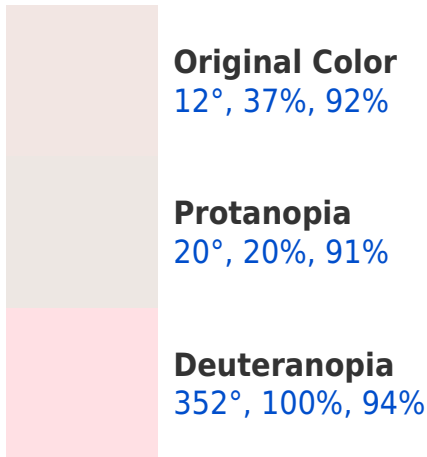 Original Color
12°, 37%, 92%
Protanopia
20°, 20%, 91%
Deuteranopia
352°, 100%, 94%